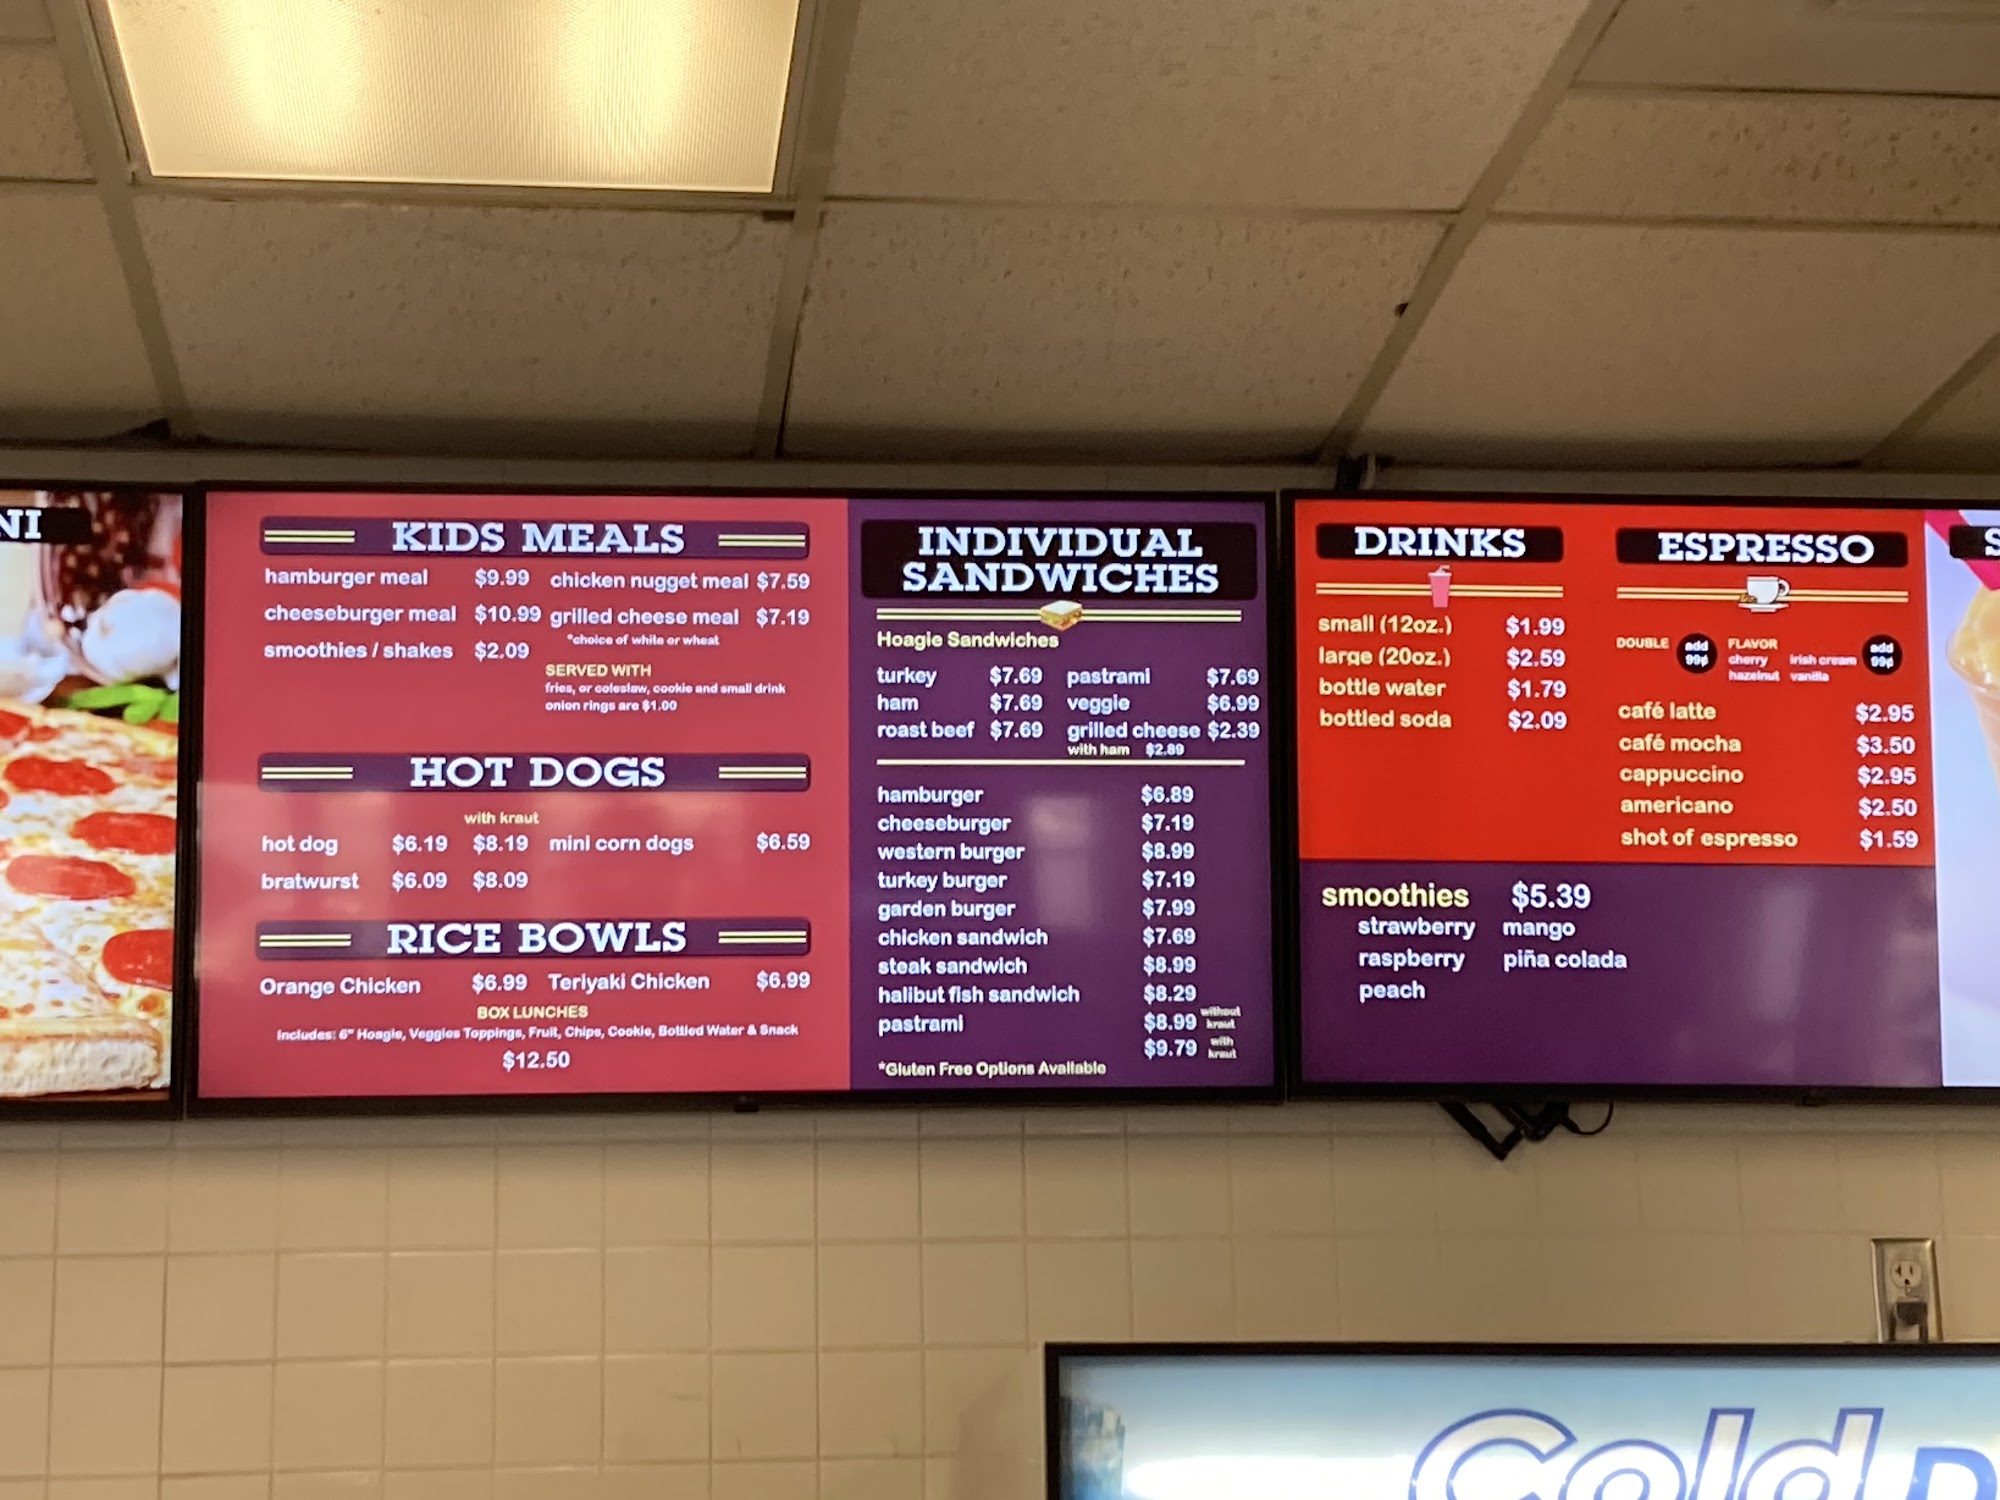 NI
KIDS MEALS
hamburger meal $9.99 chicken nugget meal $7.59
cheeseburger meal $10.99 grilled cheese meal $7.19
*choice of white or wheat
smoothies / shakes $2.09
SERVED WITH
fries, or coleslaw, cookie and small drink
onion rings are $1.00
HOT DOGS
with kraut
hot dog $6.19 $8.19 mini corn dogs $6.59
bratwurst $6.09 $8.09
RICE BOWLS
Orange Chicken $6.99 Teriyaki Chicken $6.99
BOX LUNCHES
Includes: 6" Hoagie, Veggies Toppings, Fruit, Chips, Cookie, Bottled Water & Snack
$12.50
INDIVIDUAL
SANDWICHES
Hoagie Sandwiches
turkey $7.69 pastrami $7.69
ham $7.69 veggie $6.99
roast beef $7.69 grilled cheese $2.39
with ham $2.89
hamburger $6.89
cheeseburger $7.19
western burger $8.99
turkey burger $7.19
garden burger $7.99
chicken sandwich $7.69
steak sandwich $8.99
halibut fish sandwich $8.29
pastrami $8.99 without kraut
$9.79 with kraut
*Gluten Free Options Available
DRINKS
small (12oz.) $1.99
large (20oz.) $2.59
bottle water $1.79
bottled soda $2.09
ESPRESSO
DOUBLE add 99¢ FLAVOR add 99¢
cherry irish cream
hazelnut vanilla
café latte $2.95
café mocha $3.50
cappuccino $2.95
americano $2.50
shot of espresso $1.59
smoothies $5.39
strawberry mango
raspberry piña colada
peach
S
Cold D